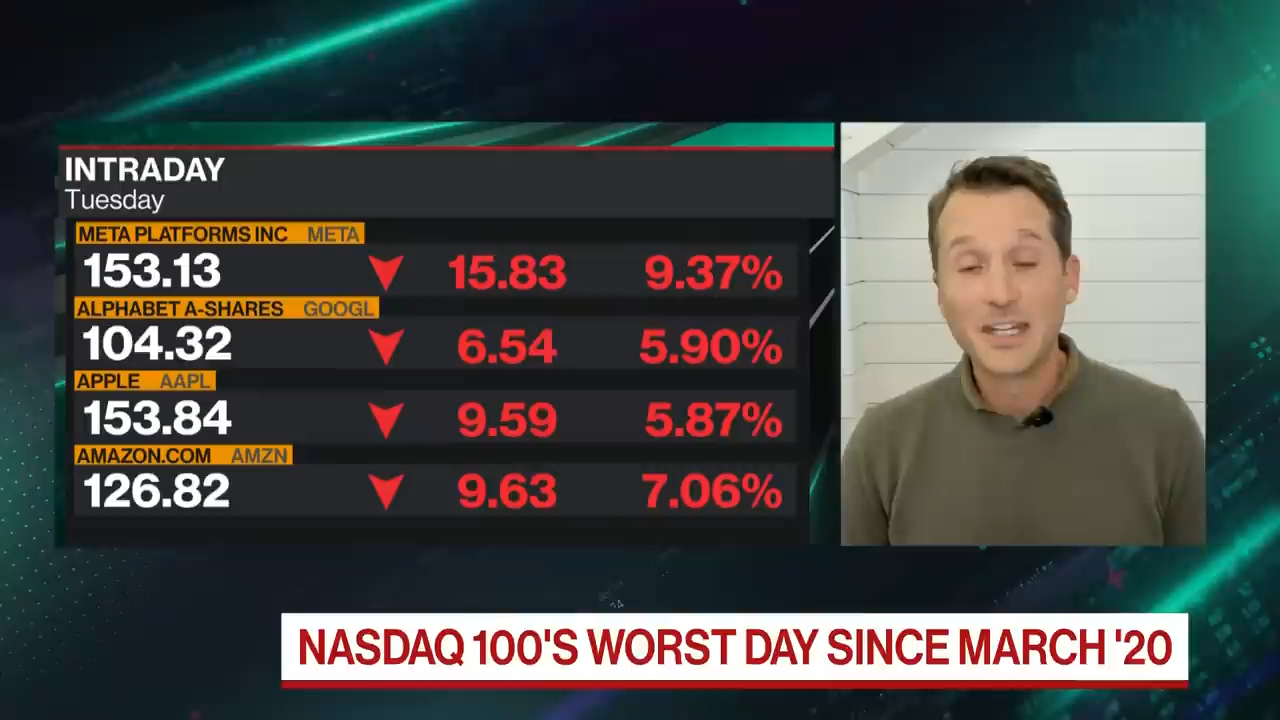 INTRADAY
Tuesday
META PLATFORMS INC META
153.13 15.83 9.37%
ALPHABET A-SHARES GOOGL
104.32 6.54 5.90%
APPLE AAPL
153.84 9.59 5.87%
AMAZON.COM AMZN
126.82 9.63 7.06%
NASDAQ 100'S WORST DAY SINCE MARCH '20